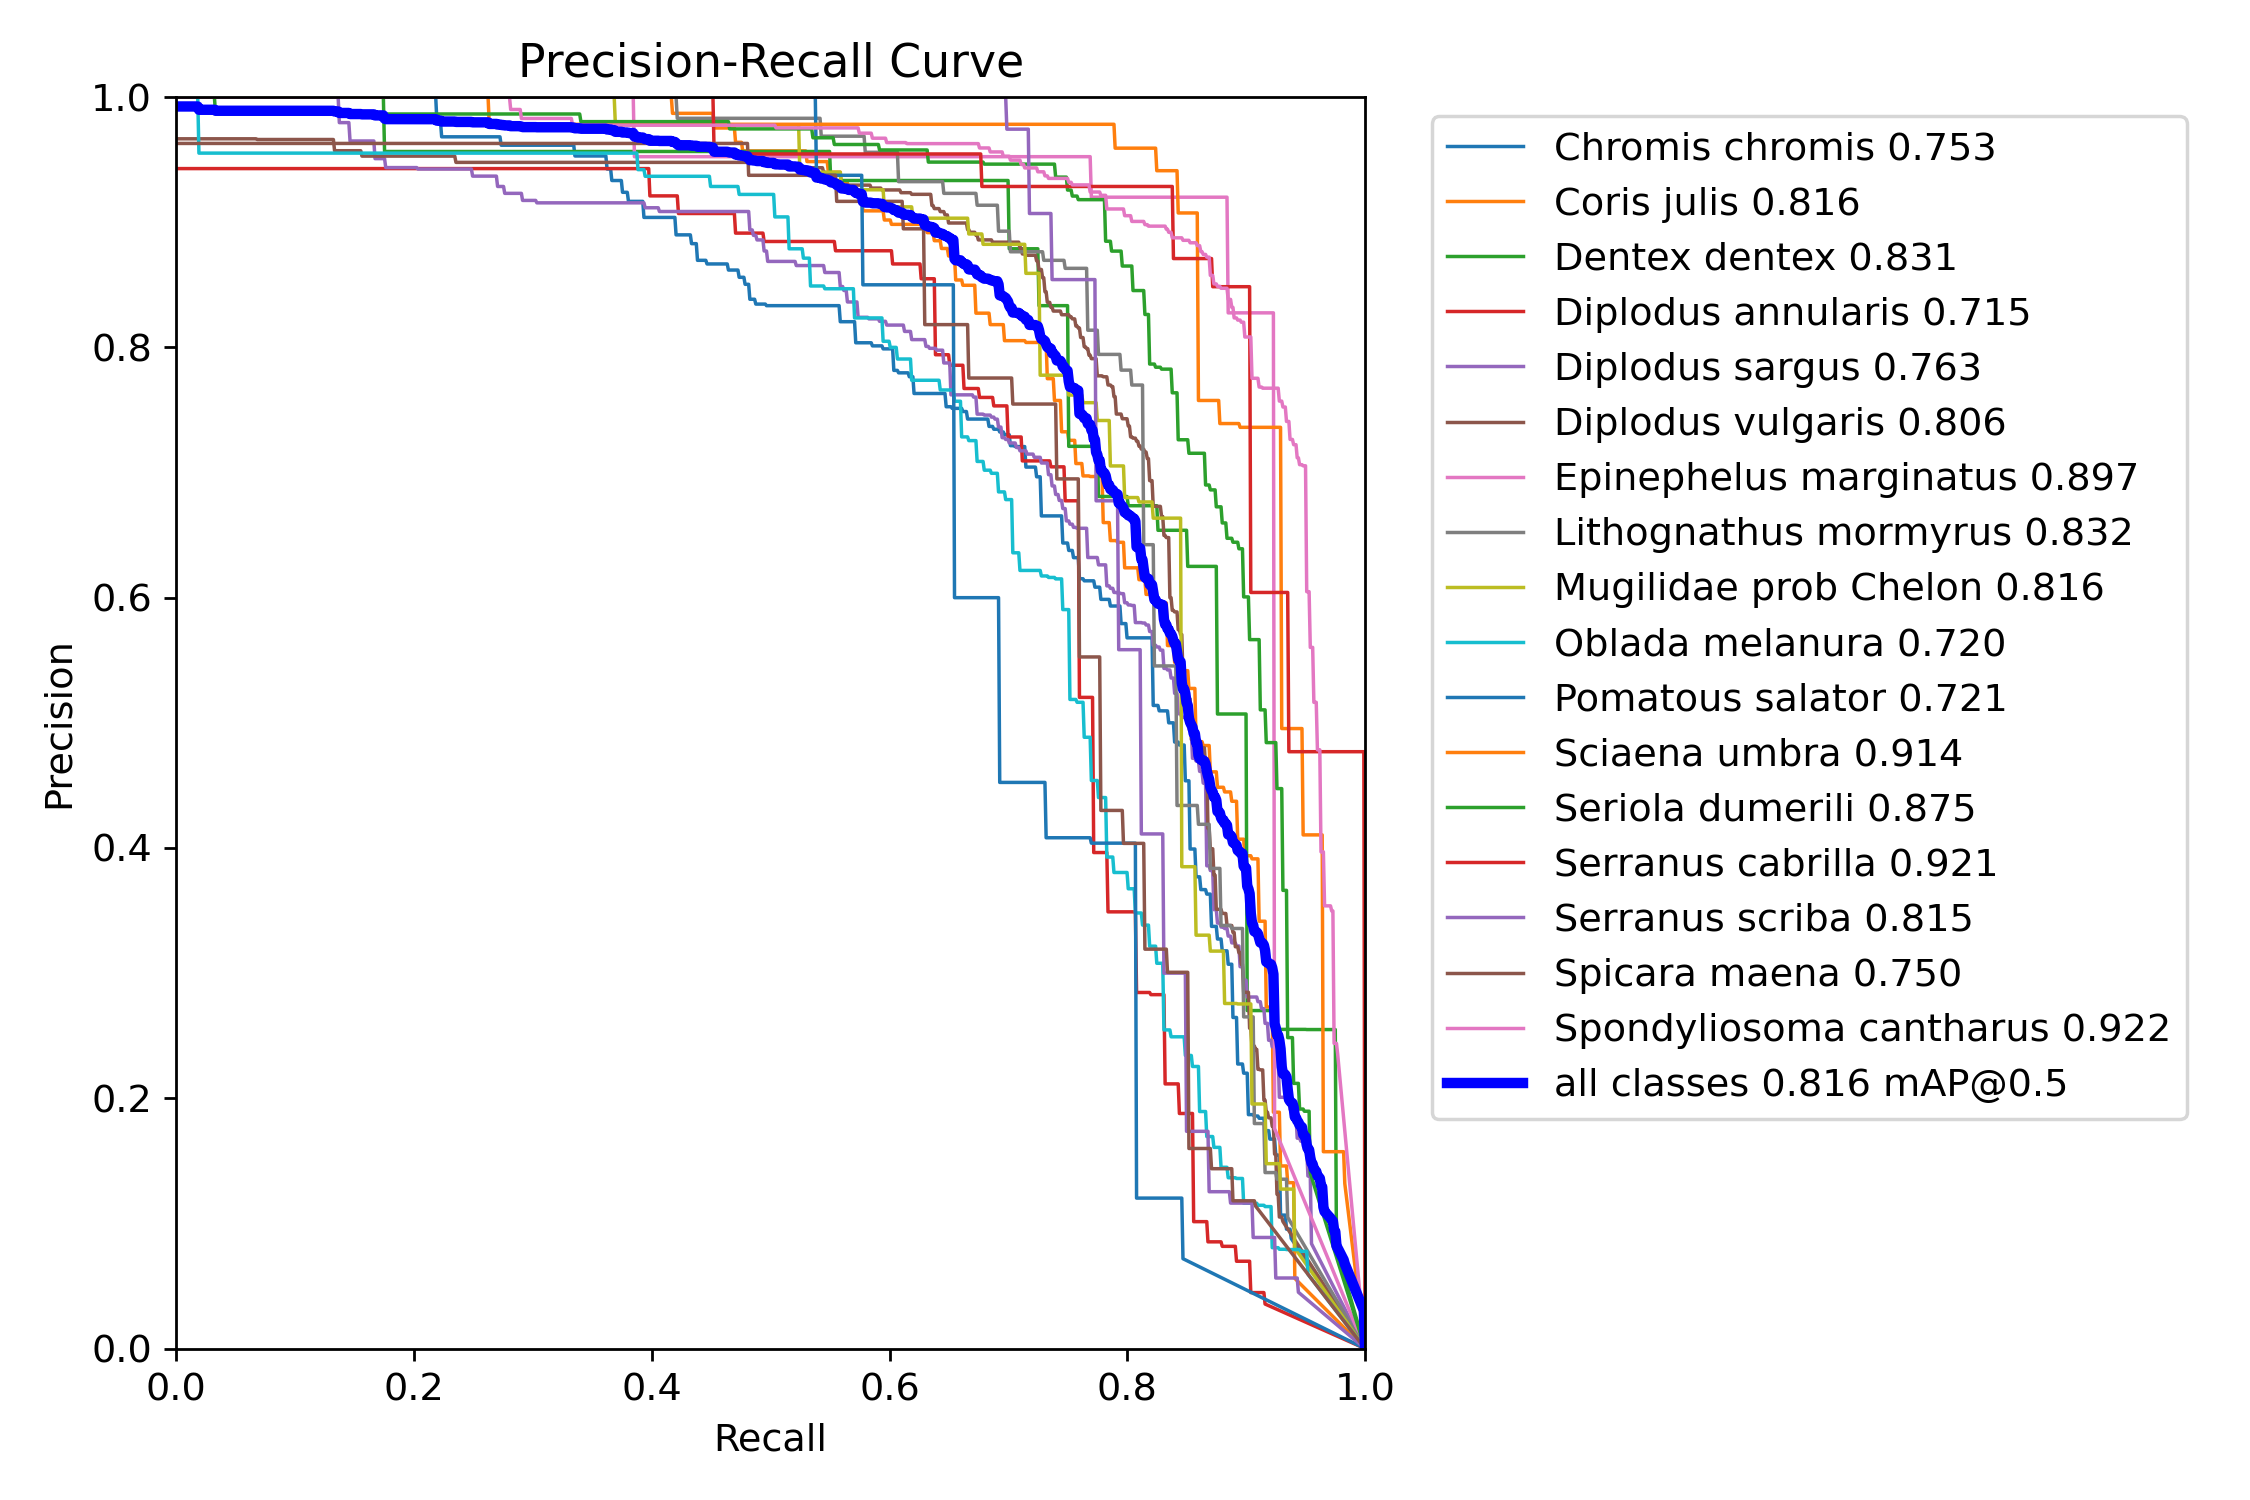 Precision-Recall Curve
1.0
0.8
0.6
0.4
0.2
0.0
Precision
0.0 0.2 0.4 0.6 0.8 1.0
Recall
Chromis chromis 0.753
Coris julis 0.816
Dentex dentex 0.831
Diplodus annularis 0.715
Diplodus sargus 0.763
Diplodus vulgaris 0.806
Epinephelus marginatus 0.897
Lithognathus mormyrus 0.832
Mugilidae prob Chelon 0.816
Oblada melanura 0.720
Pomatous salator 0.721
Sciaena umbra 0.914
Seriola dumerili 0.875
Serranus cabrilla 0.921
Serranus scriba 0.815
Spicara maena 0.750
Spondyliosoma cantharus 0.922
all classes 0.816 mAP@0.5